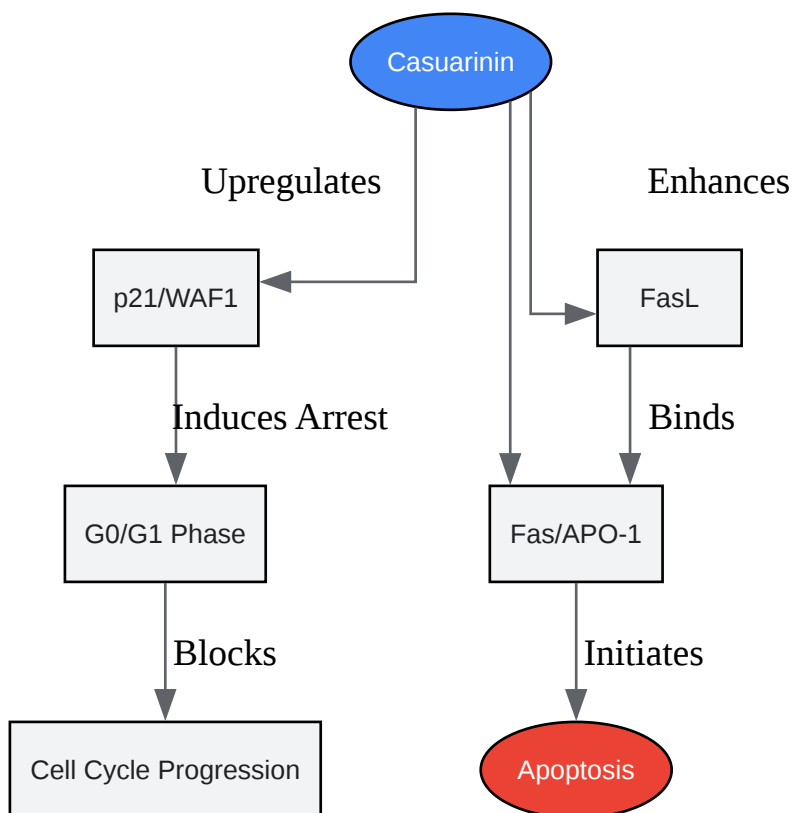 Casuarinin
Upregulates
Enhances
p21/WAF1
FasL
Induces Arrest
Binds
G0/G1 Phase
Fas/APO-1
Blocks
Initiates
Cell Cycle Progression
Apoptosis